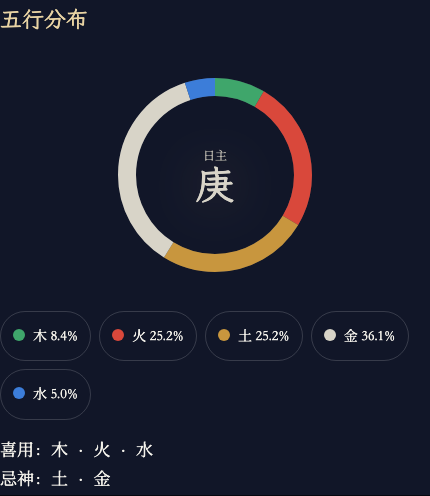 五行分布
日主
庚
木 8.4%
火 25.2%
土 25.2%
金 36.1%
水 5.0%
喜用：木 · 火 · 水
忌神：土 · 金